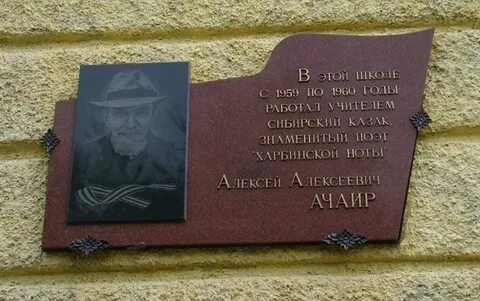 В этой школе
с 1959 по 1960 годы
работал учителем
сибирский казак,
знаменитый поэт
"харбинской ноты"
Алексей Алексеевич
АЧАИР